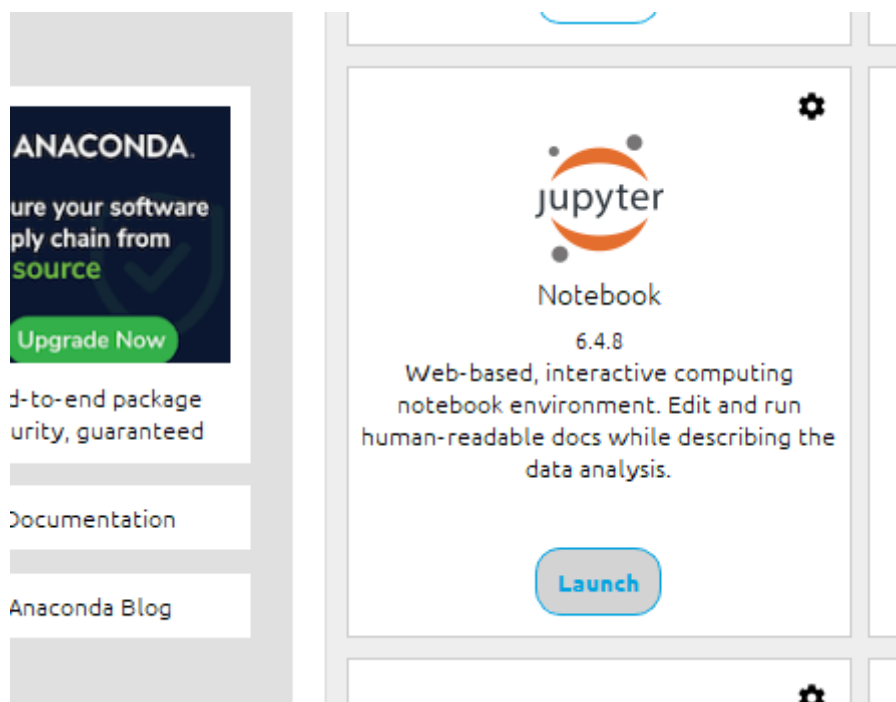 ANACONDA.
ure your software
ply chain from
source
Upgrade Now
d-to-end package
urity, guaranteed
Documentation
Anaconda Blog
jupyter
Notebook
6.4.8
Web-based, interactive computing
notebook environment. Edit and run
human-readable docs while describing the
data analysis.
Launch